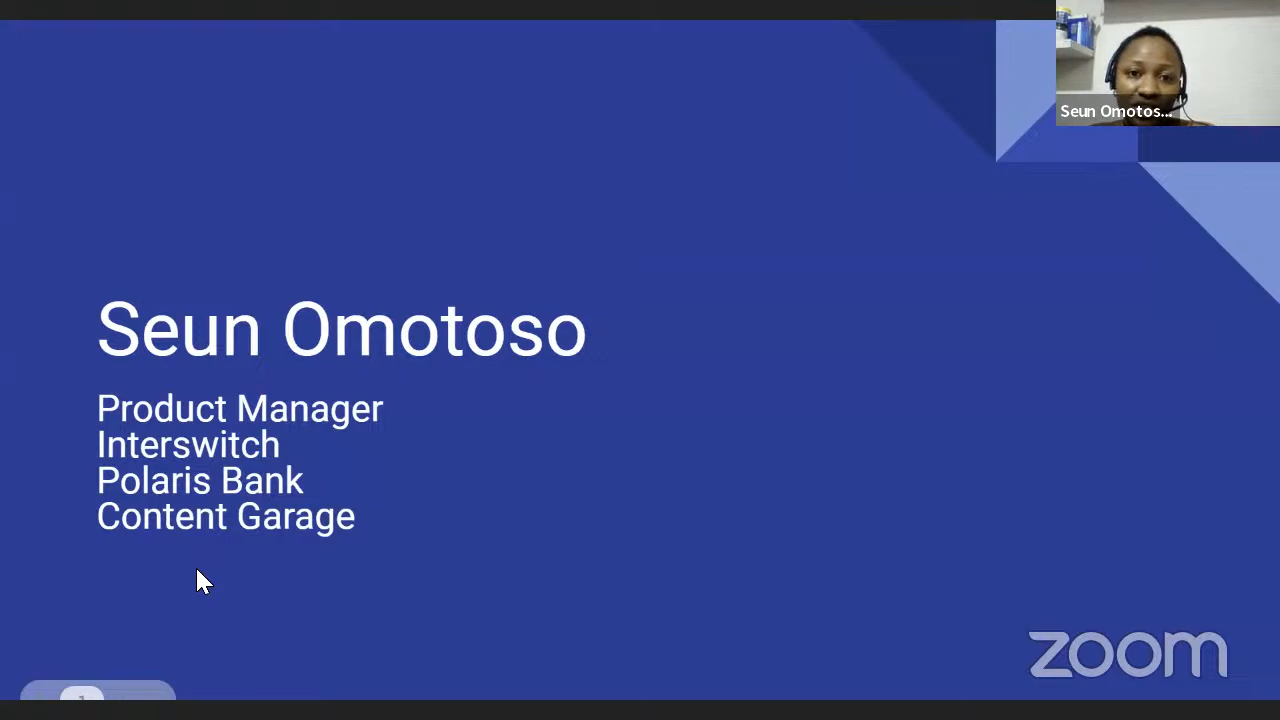 Seun Omotos...
Seun Omotoso
Product Manager
Interswitch
Polaris Bank
Content Garage
zoom